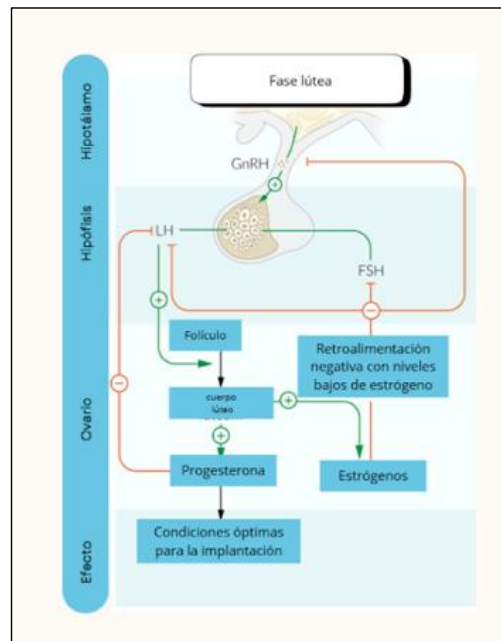 Fase lútea
Hipotálamo
GnRH
Hipófisis
LH
FSH
Folículo
Retroalimentación
negativa con niveles
bajos de estrógeno
Ovario
cuerpo
lúteo
Progesterona
Estrógenos
Condiciones óptimas
para la implantación
Efecto